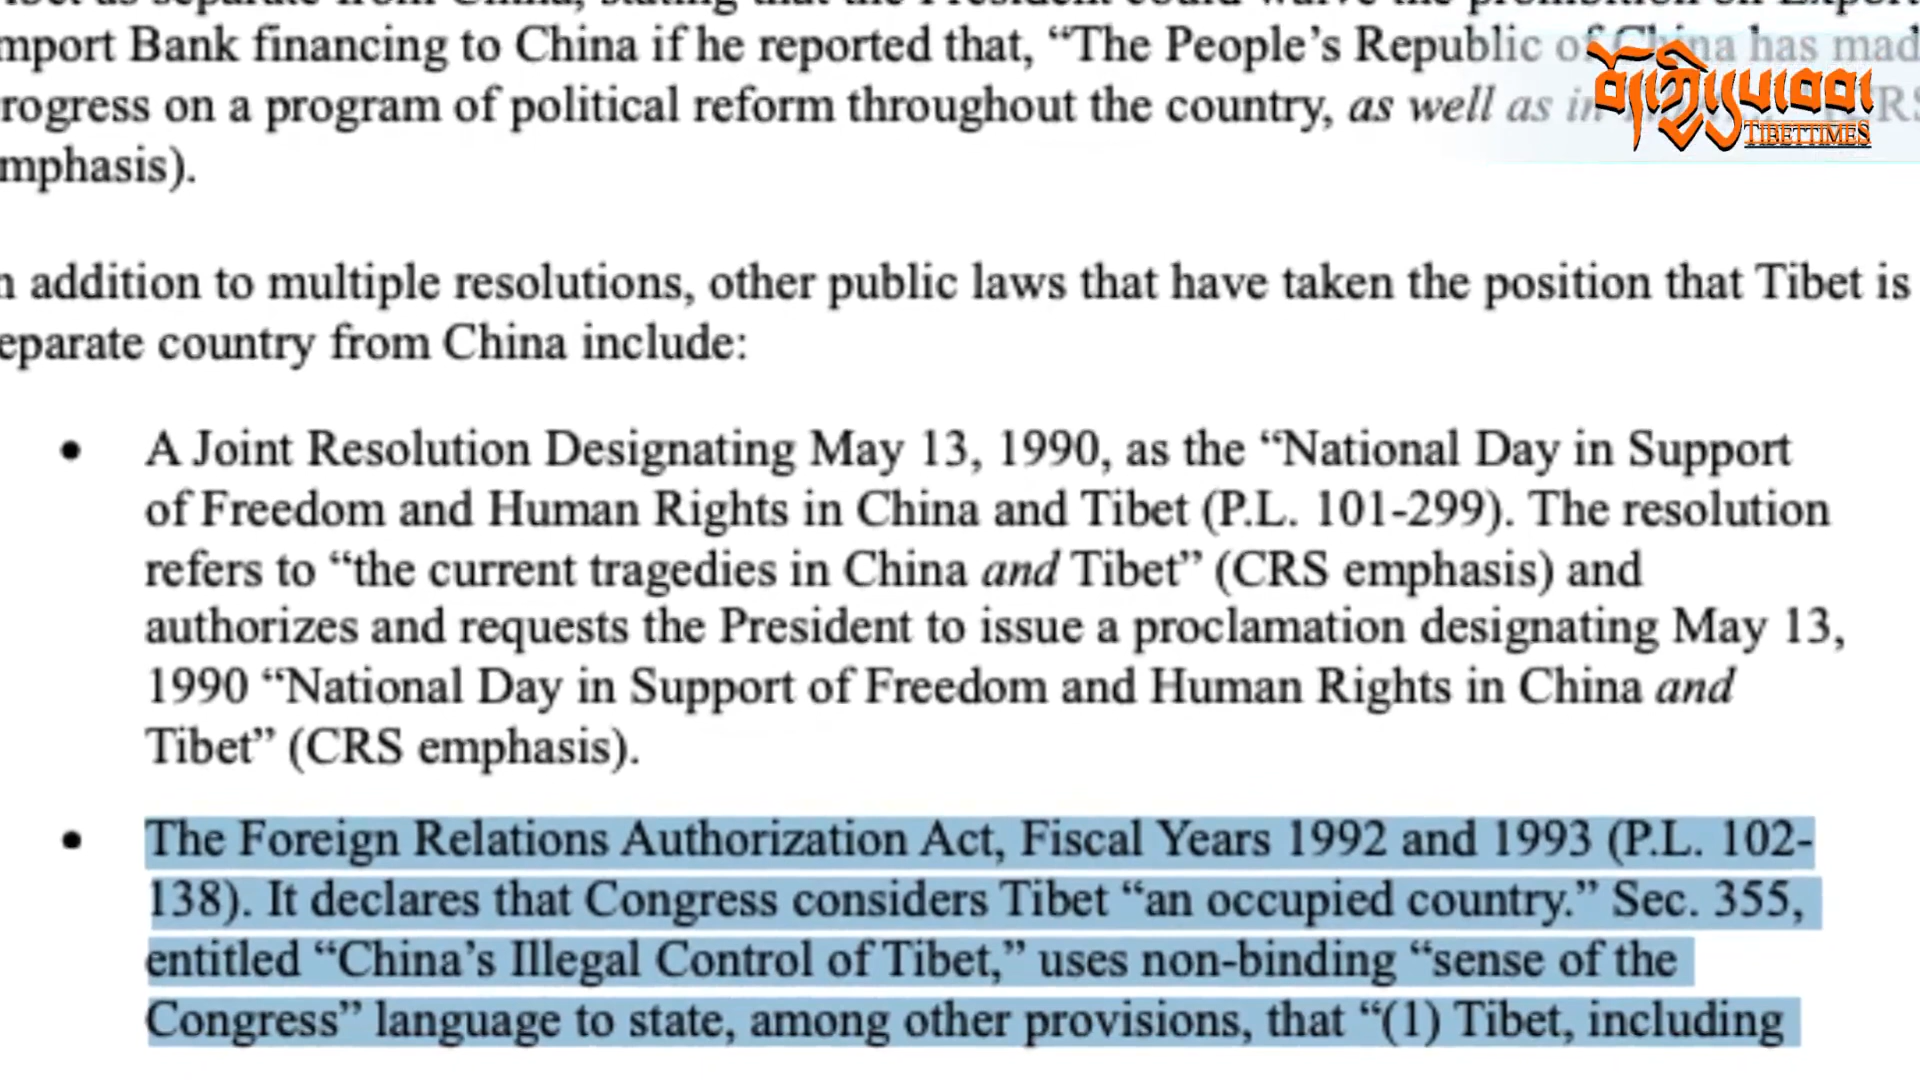 mport Bank financing to China if he reported that, “The People’s Republic of China has mad
rogress on a program of political reform throughout the country, as well as in
mphasis).
n addition to multiple resolutions, other public laws that have taken the position that Tibet is
eparate country from China include:
• A Joint Resolution Designating May 13, 1990, as the “National Day in Support
of Freedom and Human Rights in China and Tibet (P.L. 101-299). The resolution
refers to “the current tragedies in China and Tibet” (CRS emphasis) and
authorizes and requests the President to issue a proclamation designating May 13,
1990 “National Day in Support of Freedom and Human Rights in China and
Tibet” (CRS emphasis).
• The Foreign Relations Authorization Act, Fiscal Years 1992 and 1993 (P.L. 102-
138). It declares that Congress considers Tibet “an occupied country.” Sec. 355,
entitled “China’s Illegal Control of Tibet,” uses non-binding “sense of the
Congress” language to state, among other provisions, that “(1) Tibet, including
བོད་ཀྱི་དུས་བབ།
TIBETTIMES